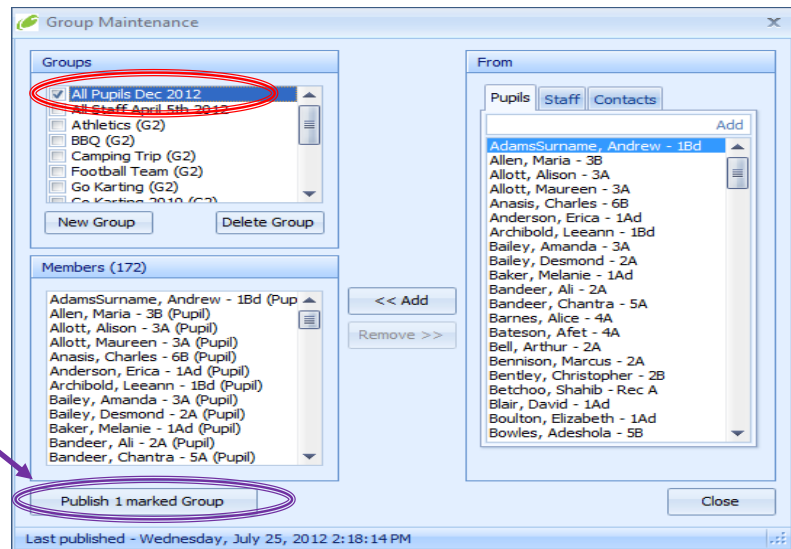 Group Maintenance
Groups
All Pupils Dec 2012
All Staff April 5th 2012
Athletics (G2)
BBQ (G2)
Camping Trip (G2)
Football Team (G2)
Go Karting (G2)
Go Karting 2010 (G2)
New Group
Delete Group
Members (172)
AdamsSurname, Andrew - 1Bd (Pup
Allen, Maria - 3B (Pupil)
Allott, Alison - 3A (Pupil)
Allott, Maureen - 3A (Pupil)
Anasis, Charles - 6B (Pupil)
Anderson, Erica - 1Ad (Pupil)
Archibold, Leeann - 1Bd (Pupil)
Bailey, Amanda - 3A (Pupil)
Bailey, Desmond - 2A (Pupil)
Baker, Melanie - 1Ad (Pupil)
Bandeer, Ali - 2A (Pupil)
Bandeer, Chantra - 5A (Pupil)
Publish 1 marked Group
<< Add
Remove >>
From
Pupils
Staff
Contacts
Add
AdamsSurname, Andrew - 1Bd
Allen, Maria - 3B
Allott, Alison - 3A
Allott, Maureen - 3A
Anasis, Charles - 6B
Anderson, Erica - 1Ad
Archibold, Leeann - 1Bd
Bailey, Amanda - 3A
Bailey, Desmond - 2A
Baker, Melanie - 1Ad
Bandeer, Ali - 2A
Bandeer, Chantra - 5A
Barnes, Alice - 4A
Bateson, Afet - 4A
Bell, Arthur - 2A
Bennison, Marcus - 2A
Bentley, Christopher - 2B
Betchoo, Shahib - Rec A
Blair, David - 1Ad
Boulton, Elizabeth - 1Ad
Bowles, Adeshola - 5B
Close
Last published - Wednesday, July 25, 2012 2:18:14 PM